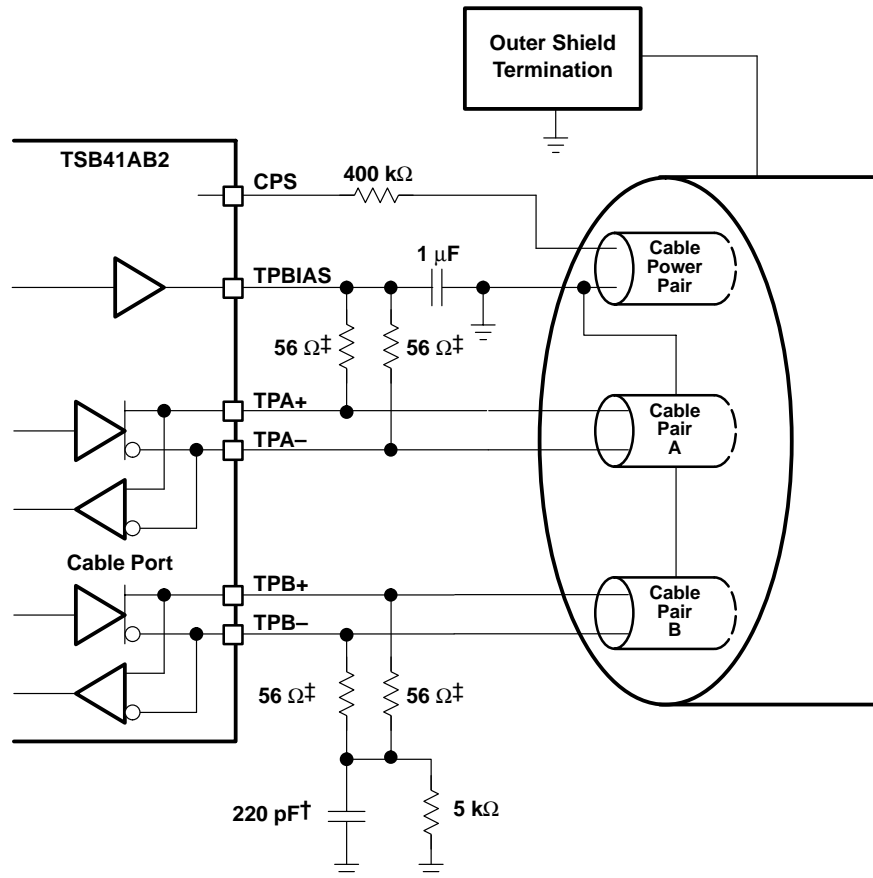 Outer Shield
Termination
TSB41AB2
CPS
400 kΩ
Cable
Power
Pair
1 μF
TPBIAS
56 Ω‡
56 Ω‡
TPA+
Cable
Pair
A
TPA−
Cable Port
TPB+
Cable
Pair
B
TPB−
56 Ω‡
56 Ω‡
220 pF†
5 kΩ